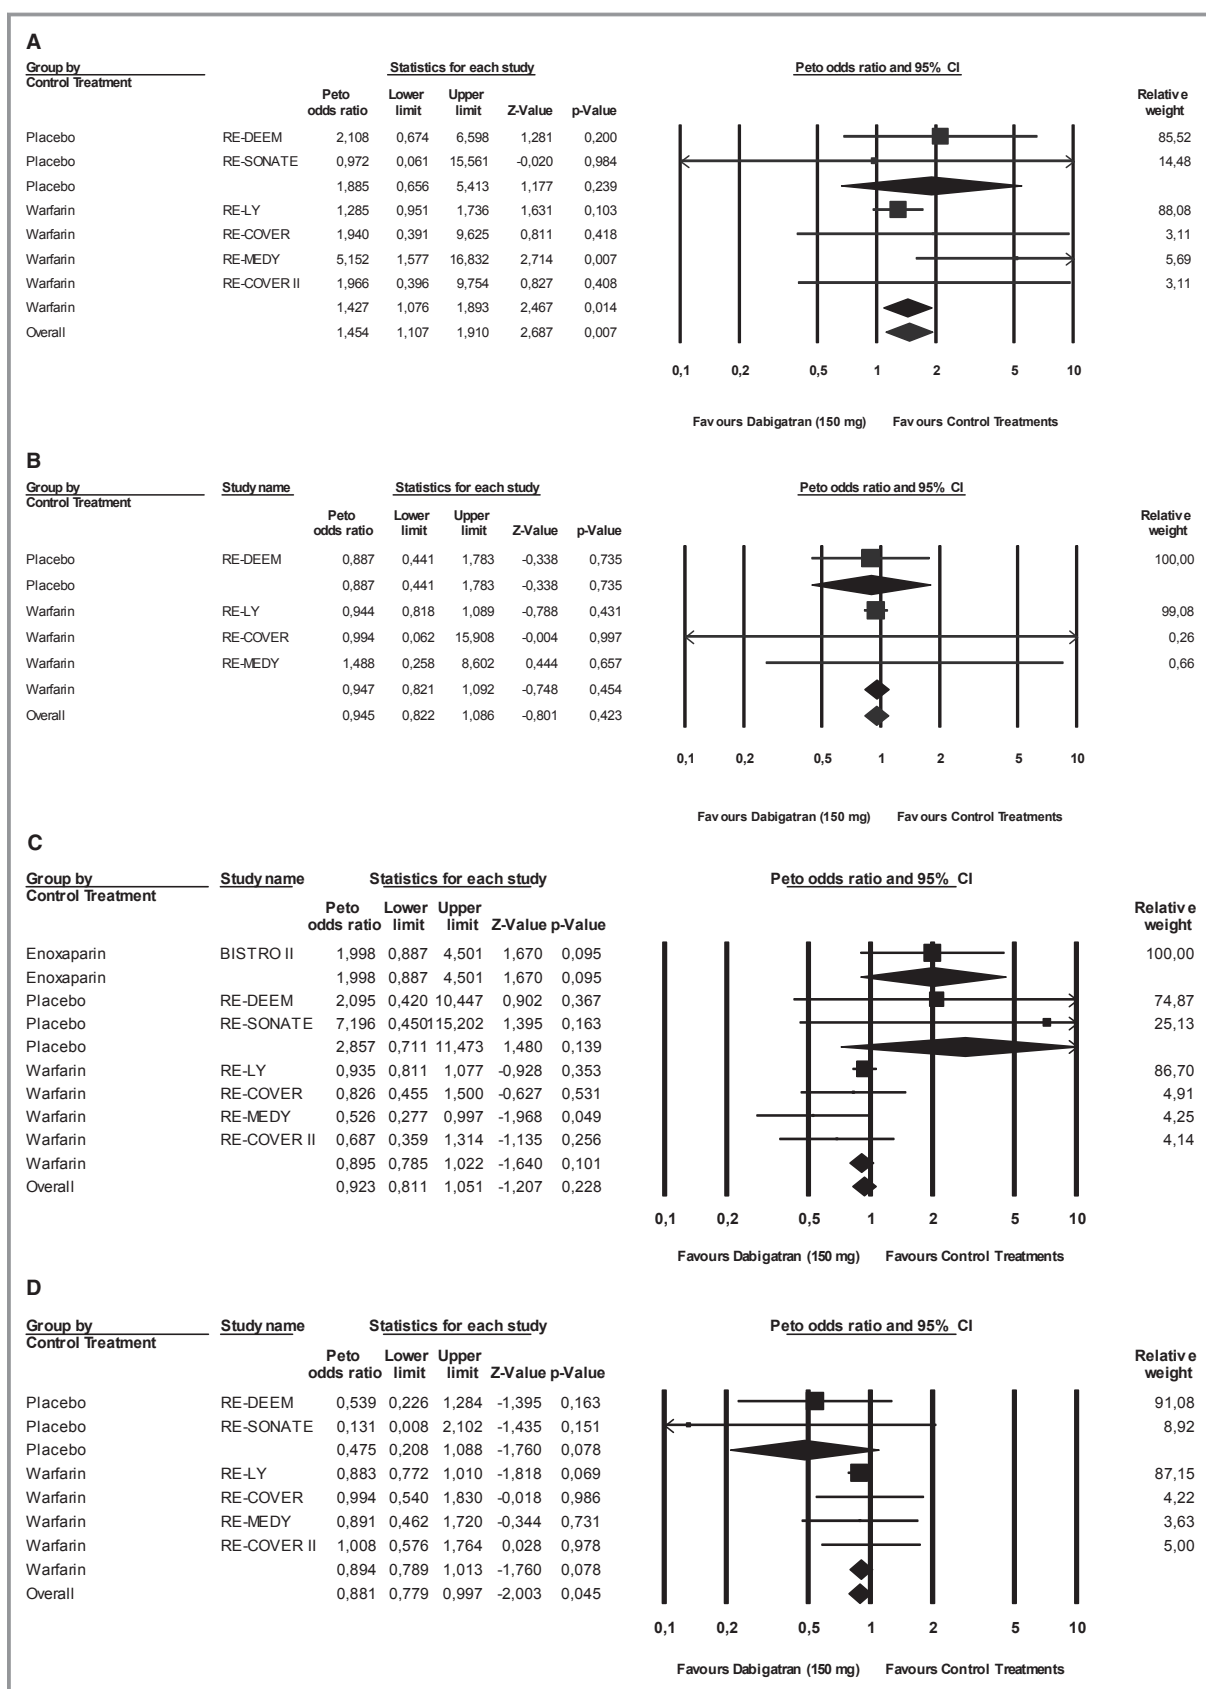 A
Group by Statistics for each study Peto odds ratio and 95% CI
Control Treatment
Peto Lower Upper Relative
odds ratio limit limit Z-Value p-Value weight
Placebo RE-DEEM 2,108 0,674 6,598 1,281 0,200 85,52
Placebo RE-SONATE 0,972 0,061 15,561 -0,020 0,984 14,48
Placebo 1,885 0,656 5,413 1,177 0,239
Warfarin RE-LY 1,285 0,951 1,736 1,631 0,103 88,08
Warfarin RE-COVER 1,940 0,391 9,625 0,811 0,418 3,11
Warfarin RE-MEDY 5,152 1,577 16,832 2,714 0,007 5,69
Warfarin RE-COVER II 1,966 0,396 9,754 0,827 0,408 3,11
Warfarin 1,427 1,076 1,893 2,467 0,014
Overall 1,454 1,107 1,910 2,687 0,007
0,1 0,2 0,5 1 2 5 10
Favours Dabigatran (150 mg) Favours Control Treatments
B
Group by Study name Statistics for each study Peto odds ratio and 95% CI
Control Treatment
Peto Lower Upper Relative
odds ratio limit limit Z-Value p-Value weight
Placebo RE-DEEM 0,887 0,441 1,783 -0,338 0,735 100,00
Placebo 0,887 0,441 1,783 -0,338 0,735
Warfarin RE-LY 0,944 0,818 1,089 -0,788 0,431 99,08
Warfarin RE-COVER 0,994 0,062 15,908 -0,004 0,997 0,26
Warfarin RE-MEDY 1,488 0,258 8,602 0,444 0,657 0,66
Warfarin 0,947 0,821 1,092 -0,748 0,454
Overall 0,945 0,822 1,086 -0,801 0,423
0,1 0,2 0,5 1 2 5 10
Favours Dabigatran (150 mg) Favours Control Treatments
C
Group by Study name Statistics for each study Peto odds ratio and 95% CI
Control Treatment
Peto Lower Upper Relative
odds ratio limit limit Z-Value p-Value weight
Enoxaparin BISTRO II 1,998 0,887 4,501 1,670 0,095 100,00
Enoxaparin 1,998 0,887 4,501 1,670 0,095
Placebo RE-DEEM 2,095 0,420 10,447 0,902 0,367 74,87
Placebo RE-SONATE 7,196 0,450 115,202 1,395 0,163 25,13
Placebo 2,857 0,711 11,473 1,480 0,139
Warfarin RE-LY 0,935 0,811 1,077 -0,928 0,353 86,70
Warfarin RE-COVER 0,826 0,455 1,500 -0,627 0,531 4,91
Warfarin RE-MEDY 0,526 0,277 0,997 -1,968 0,049 4,25
Warfarin RE-COVER II 0,687 0,359 1,314 -1,135 0,256 4,14
Warfarin 0,895 0,785 1,022 -1,640 0,101
Overall 0,923 0,811 1,051 -1,207 0,228
0,1 0,2 0,5 1 2 5 10
Favours Dabigatran (150 mg) Favours Control Treatments
D
Group by Study name Statistics for each study Peto odds ratio and 95% CI
Control Treatment
Peto Lower Upper Relative
odds ratio limit limit Z-Value p-Value weight
Placebo RE-DEEM 0,539 0,226 1,284 -1,395 0,163 91,08
Placebo RE-SONATE 0,131 0,008 2,102 -1,435 0,151 8,92
Placebo 0,475 0,208 1,088 -1,760 0,078
Warfarin RE-LY 0,883 0,772 1,010 -1,818 0,069 87,15
Warfarin RE-COVER 0,994 0,540 1,830 -0,018 0,986 4,22
Warfarin RE-MEDY 0,891 0,462 1,720 -0,344 0,731 3,63
Warfarin RE-COVER II 1,008 0,576 1,764 0,028 0,978 5,00
Warfarin 0,894 0,789 1,013 -1,760 0,078
Overall 0,881 0,779 0,997 -2,003 0,045
0,1 0,2 0,5 1 2 5 10
Favours Dabigatran (150 mg) Favours Control Treatments